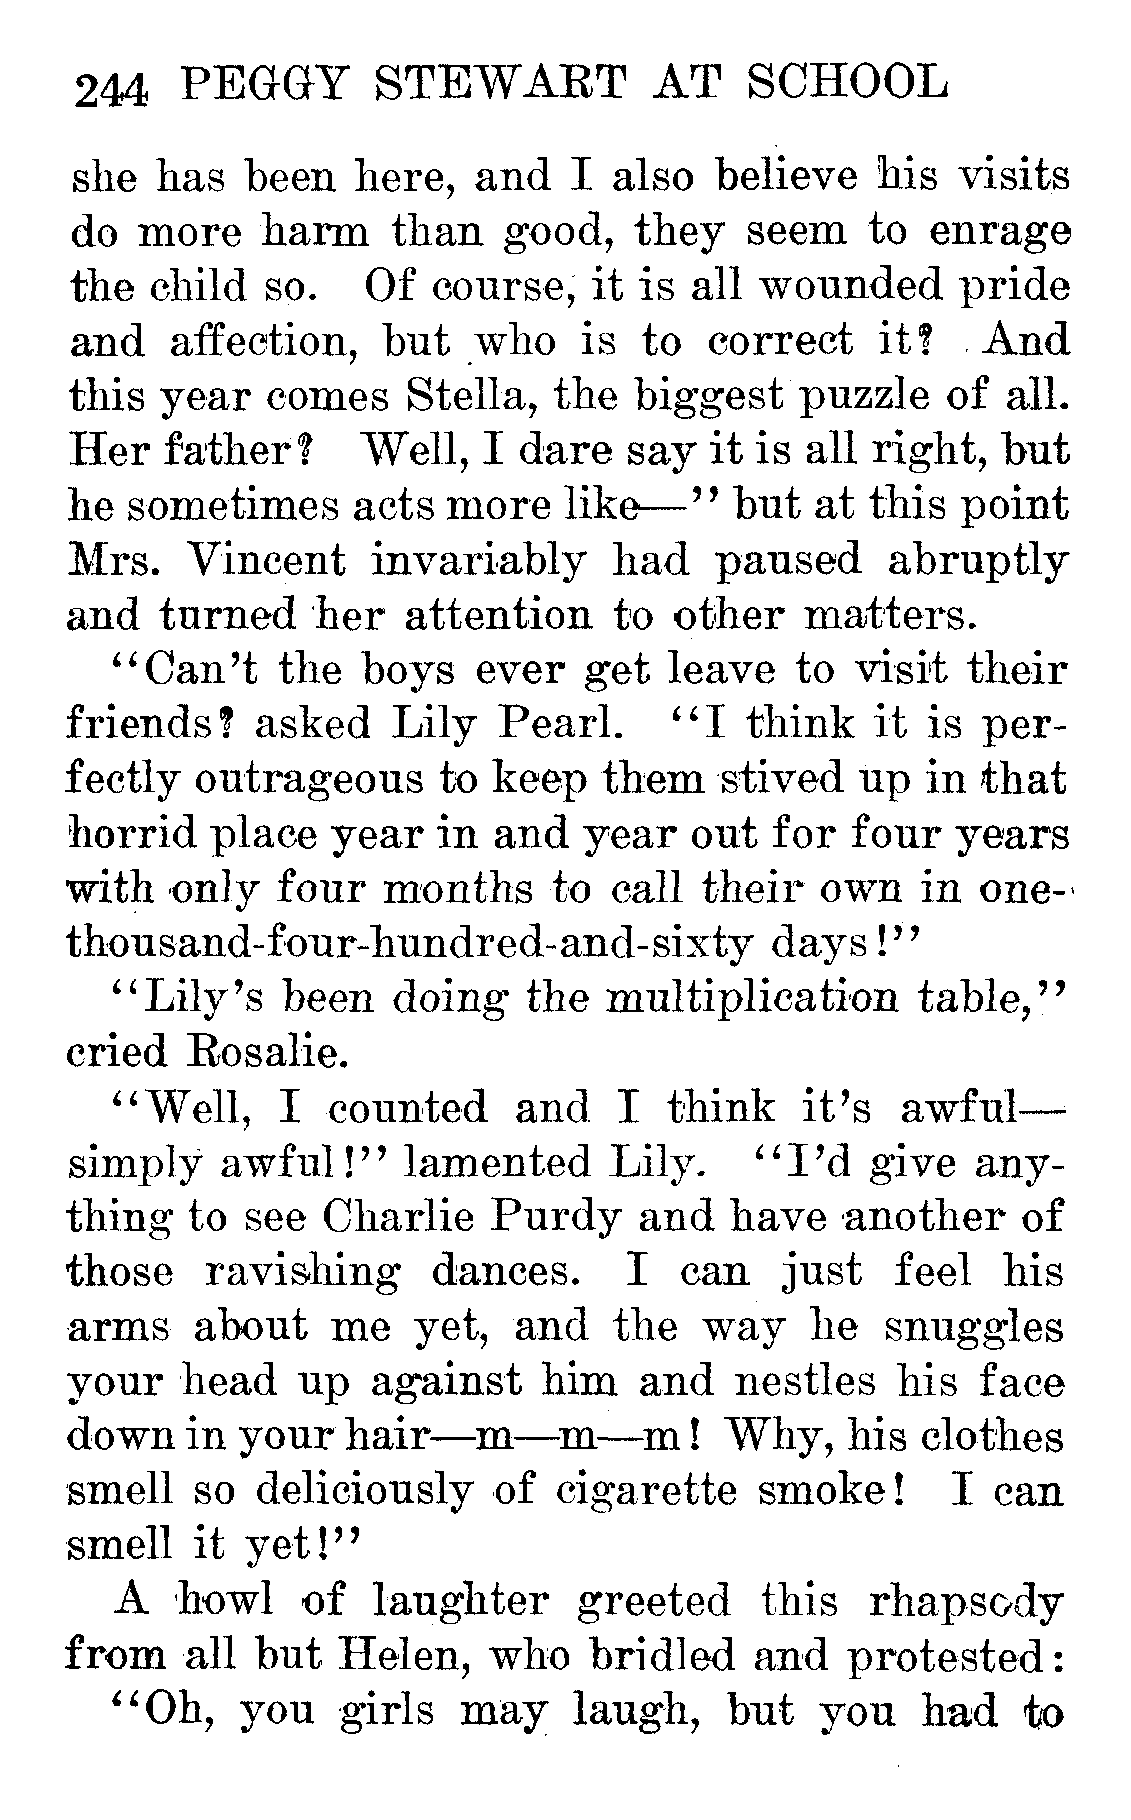 244 PEGGY STEWART AT SCHOOL
she has been here, and I also believe his visits
do more harm than good, they seem to enrage
the child so. Of course, it is all wounded pride
and affection, but who is to correct it? And
this year comes Stella, the biggest puzzle of all.
Her father? Well, I dare say it is all right, but
he sometimes acts more like—" but at this point
Mrs. Vincent invariably had paused abruptly
and turned her attention to other matters.
"Can't the boys ever get leave to visit their
friends? asked Lily Pearl. "I think it is per-
fectly outrageous to keep them stived up in that
horrid place year in and year out for four years
with only four months to call their own in one-
thousand-four-hundred-and-sixty days!"
"Lily's been doing the multiplication table,"
cried Rosalie.
"Well, I counted and I think it's awful—
simply awful!" lamented Lily. "I'd give any-
thing to see Charlie Purdy and have another of
those ravishing dances. I can just feel his
arms about me yet, and the way he snuggles
your head up against him and nestles his face
down in your hair—m—m—m! Why, his clothes
smell so deliciously of cigarette smoke! I can
smell it yet!"
A howl of laughter greeted this rhapsody
from all but Helen, who bridled and protested:
"Oh, you girls may laugh, but you had to